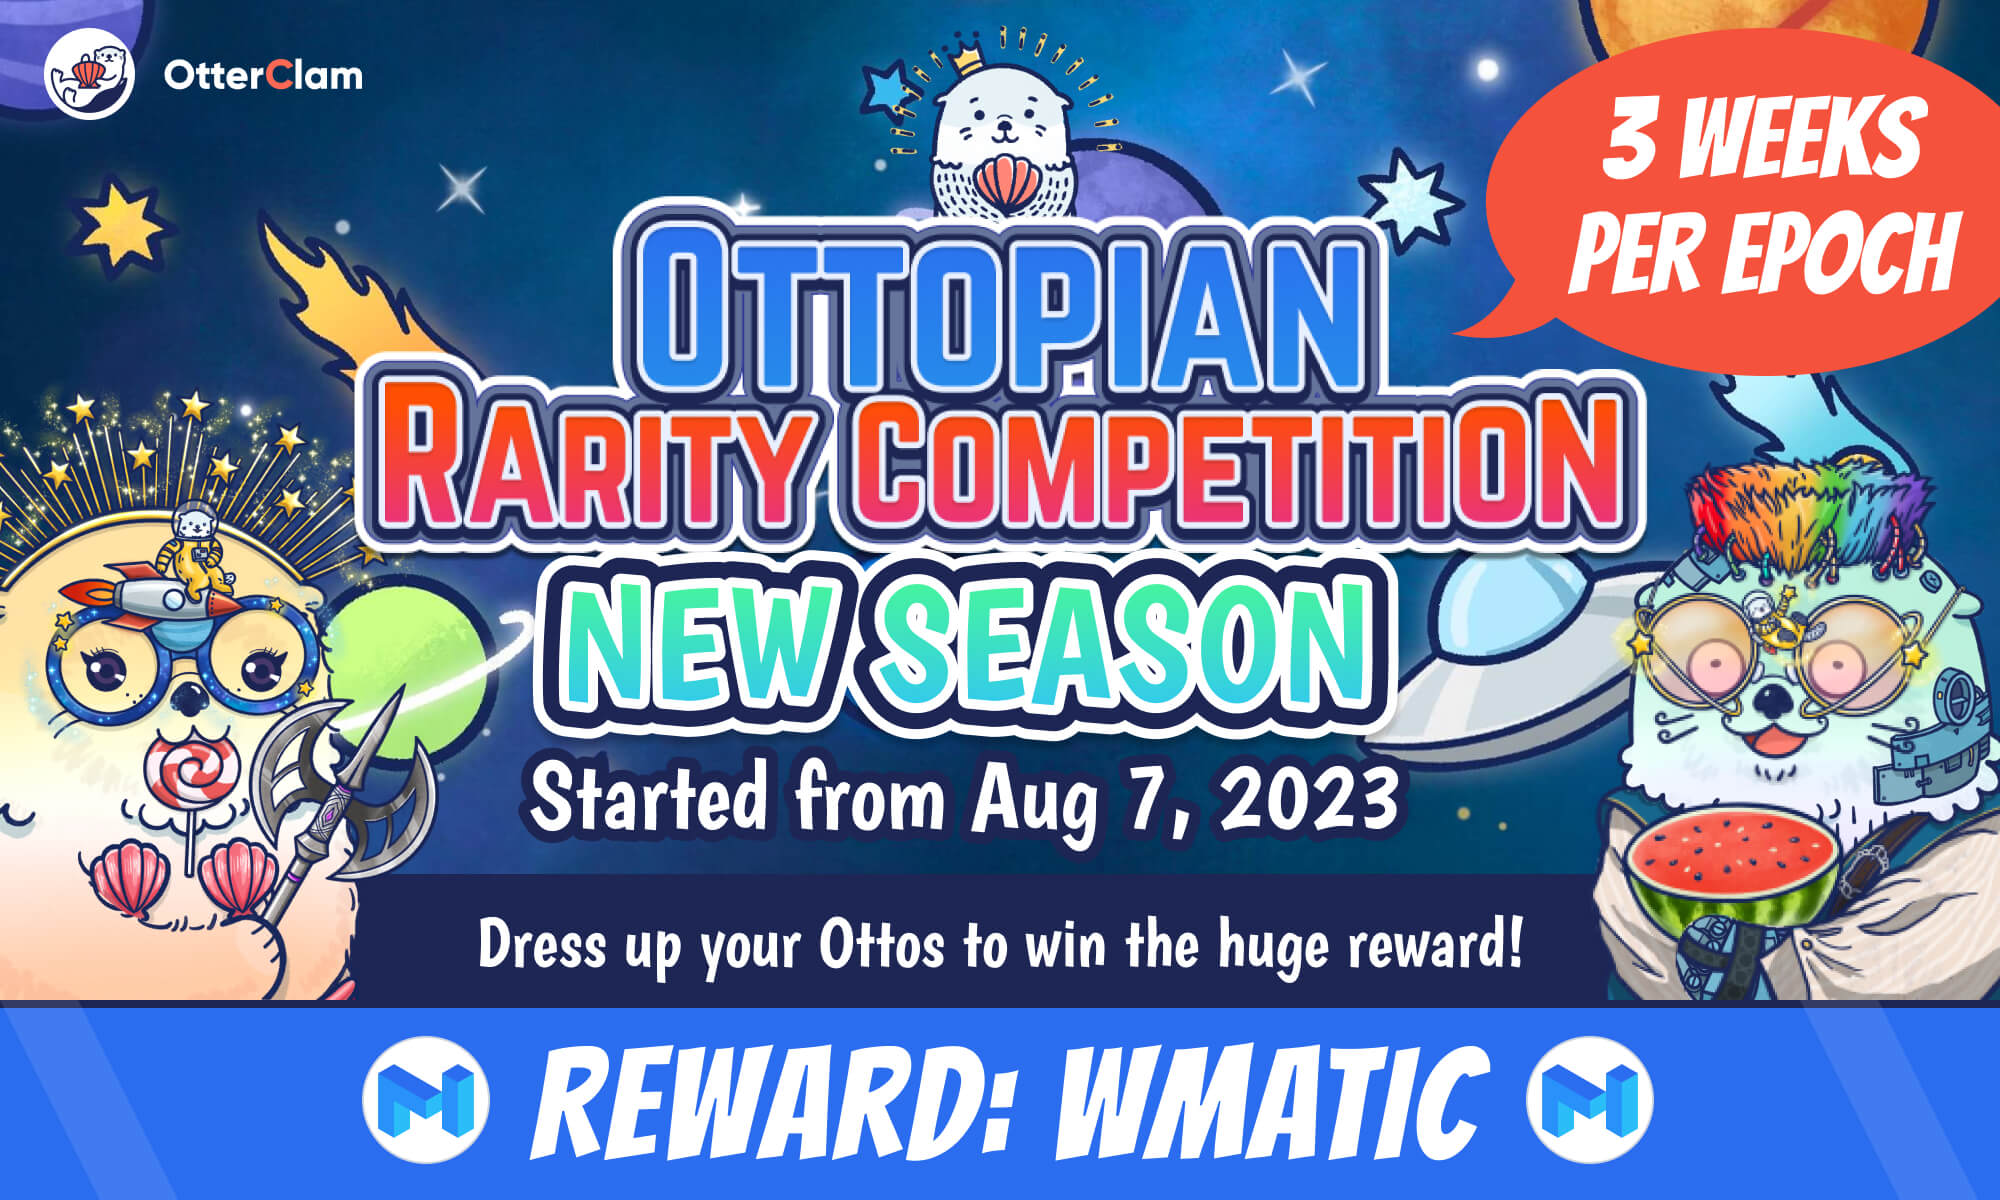 OtterClam
3 WEEKS
PER EPOCH
OTTOPIAN
RARITY COMPETITION
NEW SEASON
Started from Aug 7, 2023
Dress up your Ottos to win the huge reward!
REWARD: WMATIC